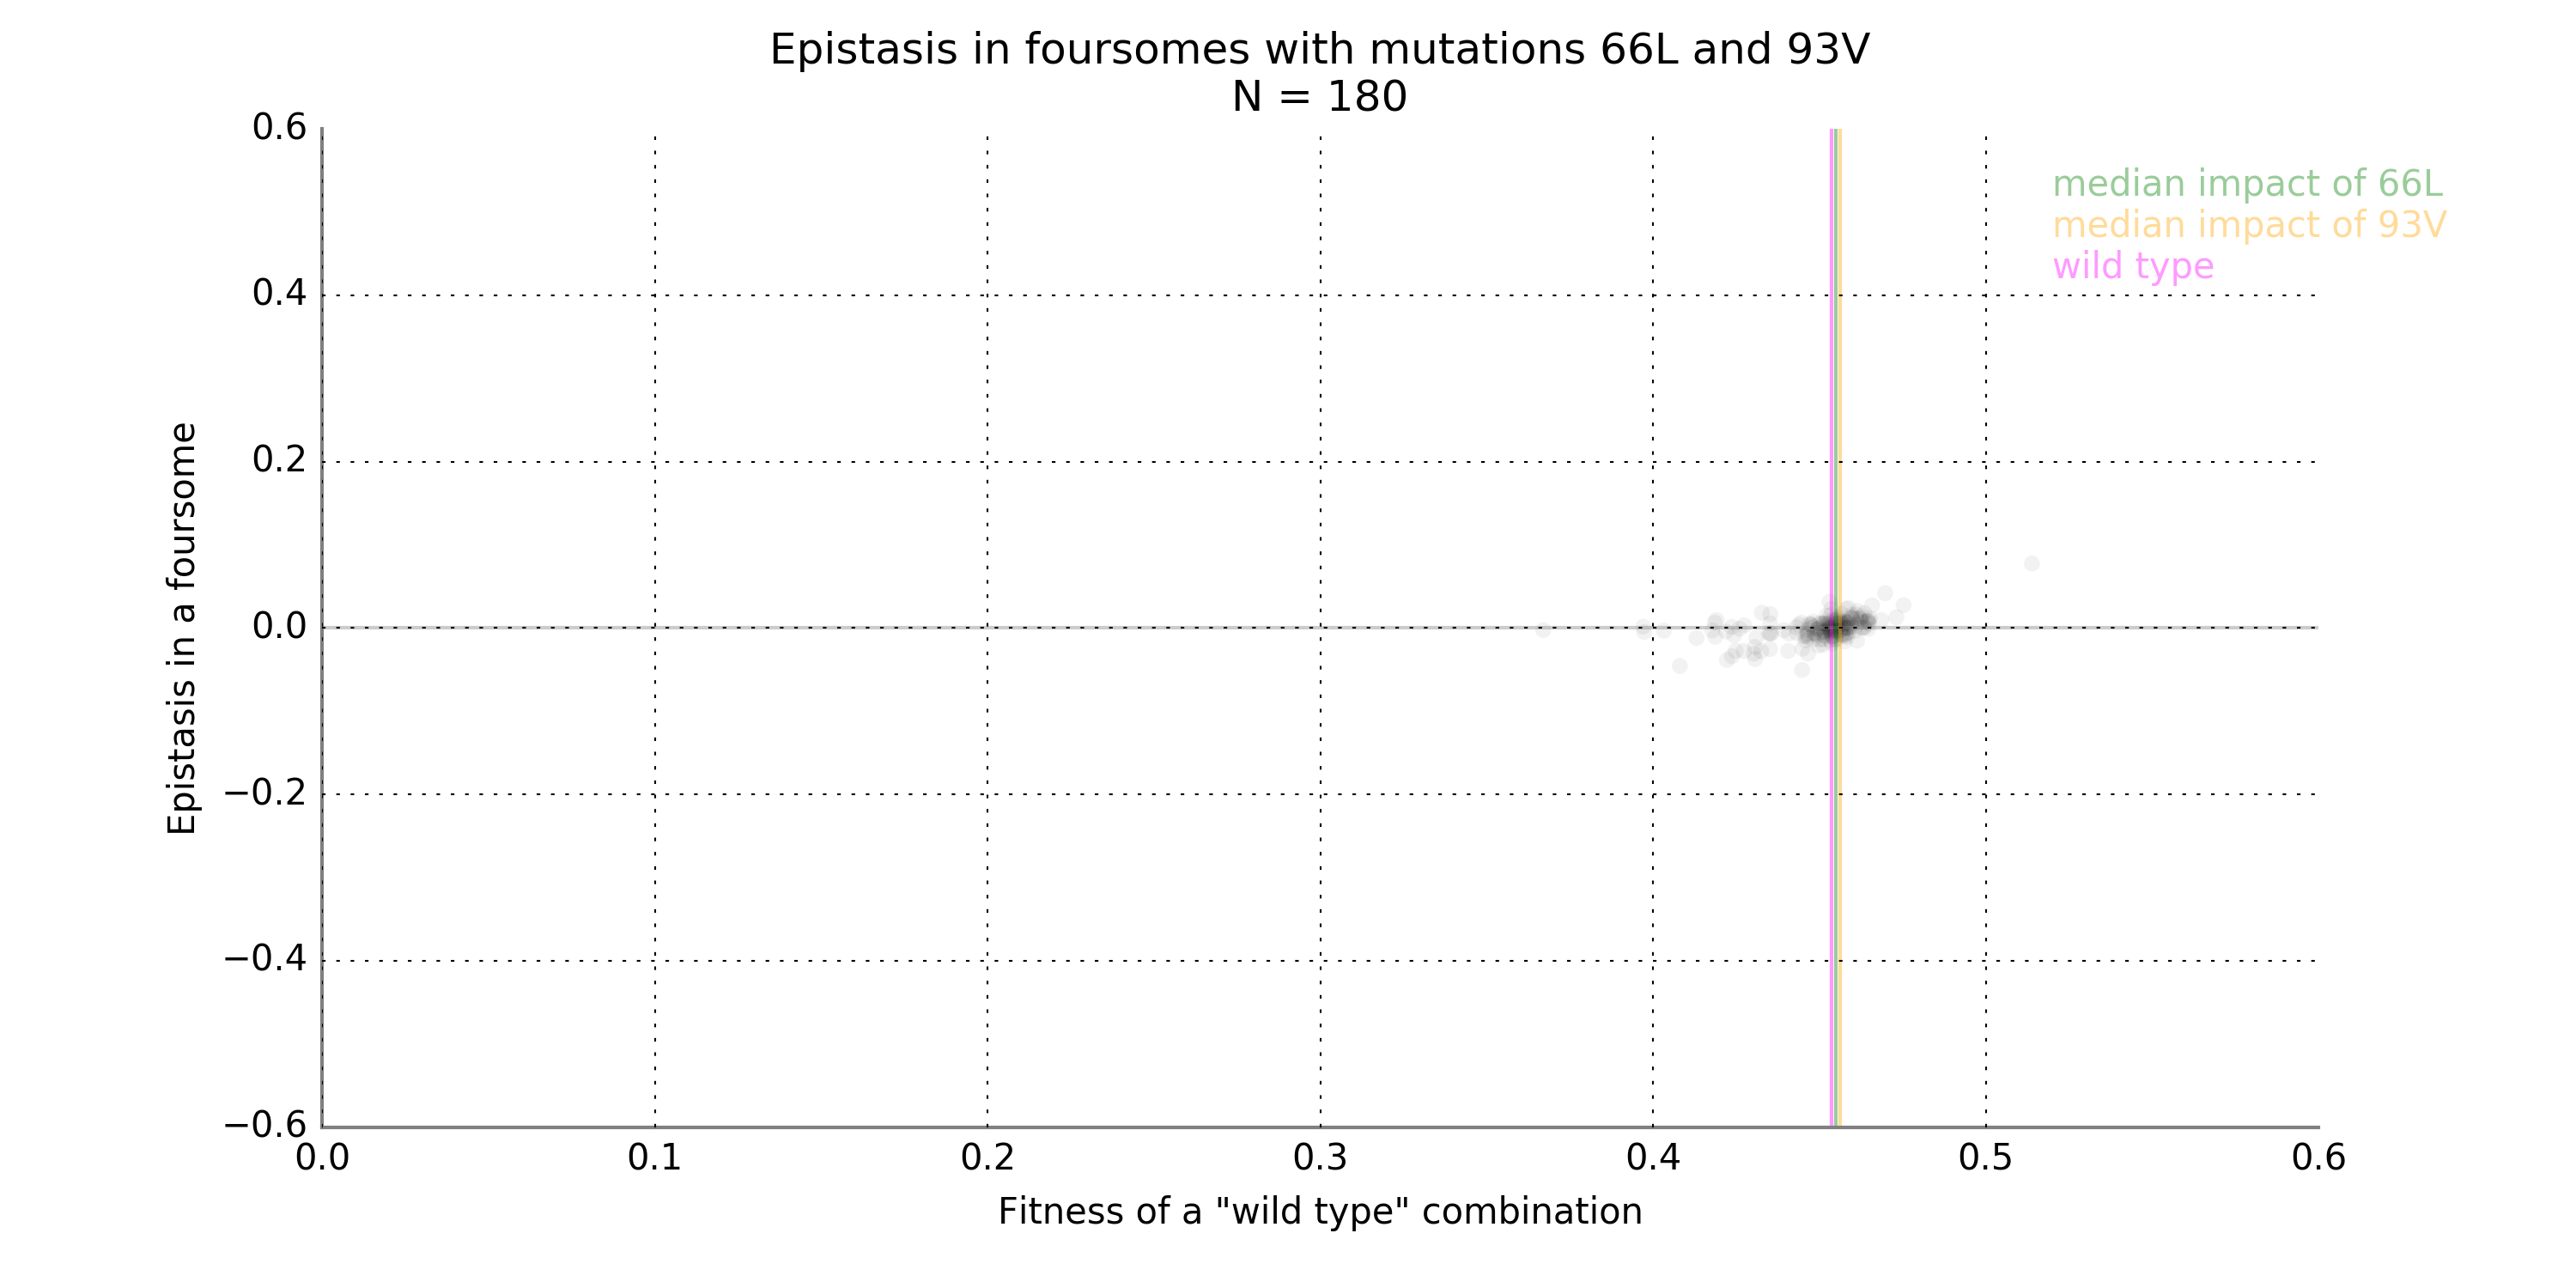 Epistasis in foursomes with mutations 66L and 93V
N = 180
0.6
median impact of 66L
median impact of 93V
wild type
0.4
0.2
0.0
−0.2
−0.4
−0.6
Epistasis in a foursome
0.0 0.1 0.2 0.3 0.4 0.5 0.6
Fitness of a "wild type" combination